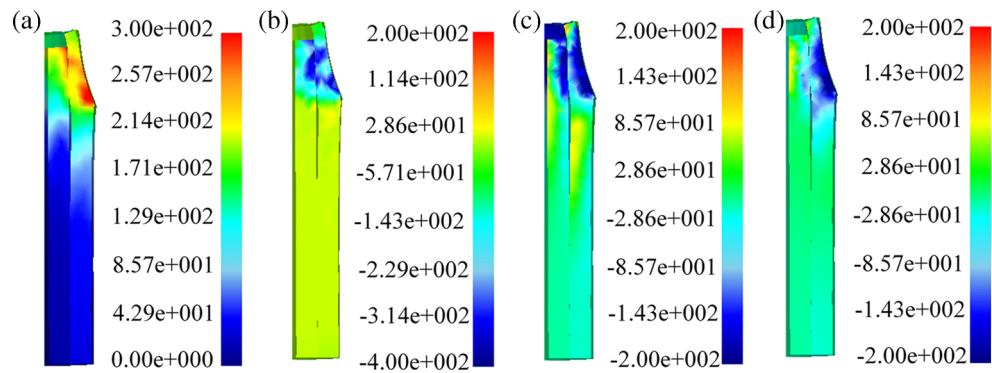 (a)
3.00e+002
2.57e+002
2.14e+002
1.71e+002
1.29e+002
8.57e+001
4.29e+001
0.00e+000
(b)
2.00e+002
1.14e+002
2.86e+001
-5.71e+001
-1.43e+002
-2.29e+002
-3.14e+002
-4.00e+002
(c)
2.00e+002
1.43e+002
8.57e+001
2.86e+001
-2.86e+001
-8.57e+001
-1.43e+002
-2.00e+002
(d)
2.00e+002
1.43e+002
8.57e+001
2.86e+001
-2.86e+001
-8.57e+001
-1.43e+002
-2.00e+002